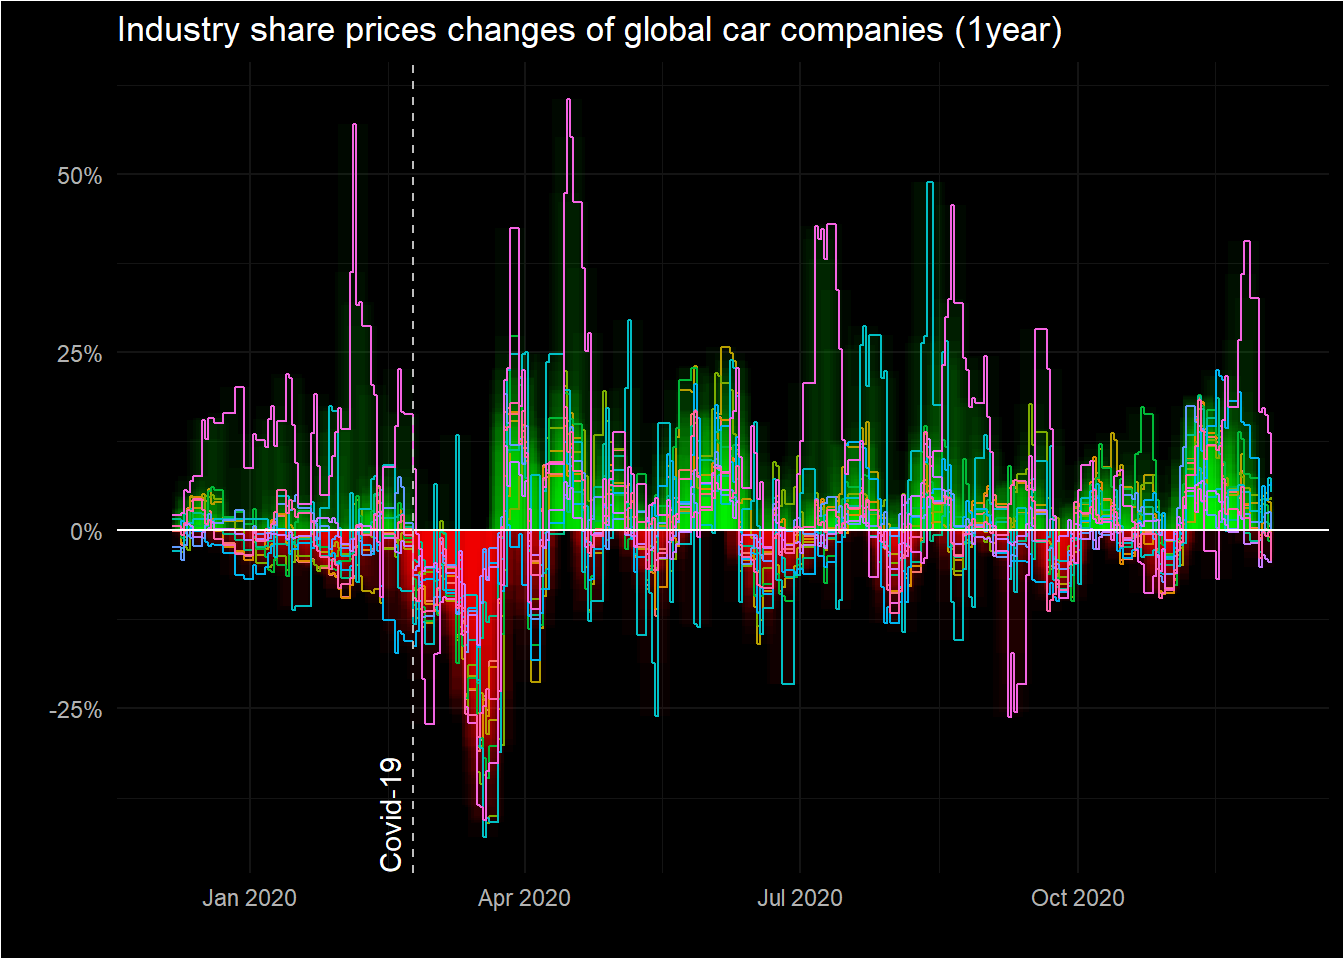 Industry share prices changes of global car companies (1year)
50%
25%
0%
-25%
Covid-19
Jan 2020
Apr 2020
Jul 2020
Oct 2020